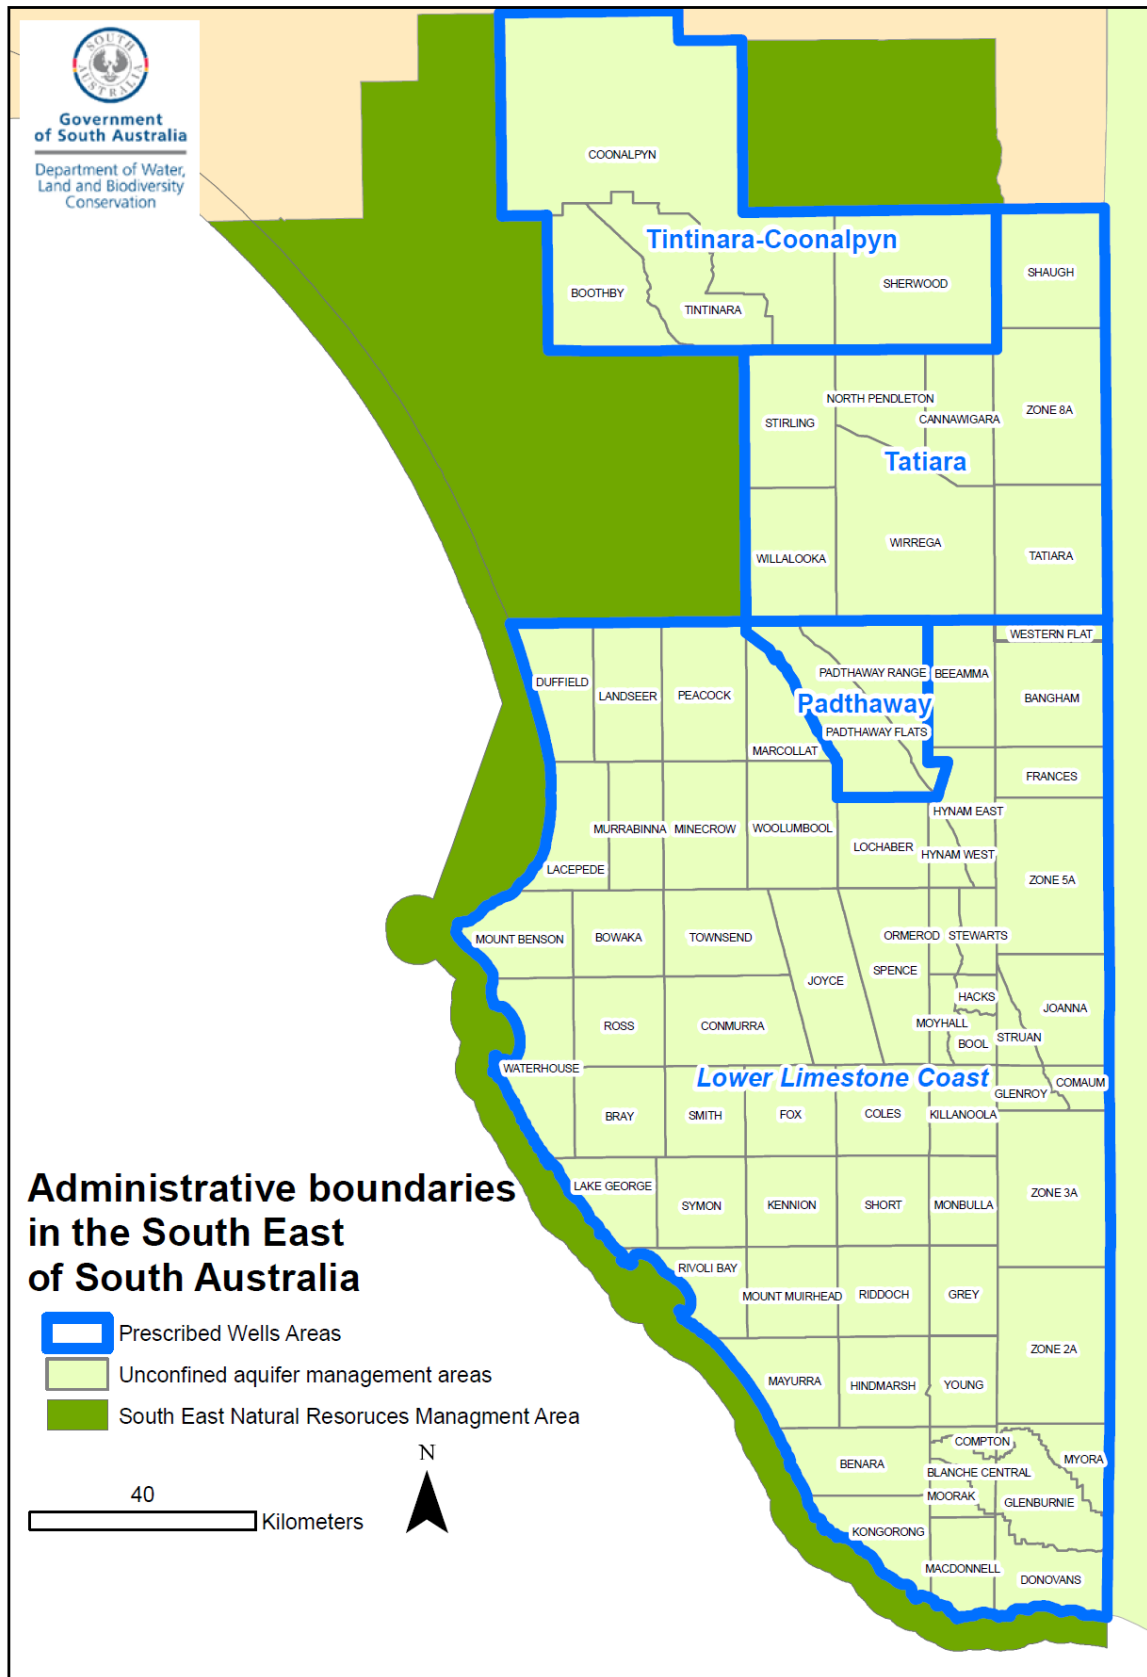 SOUTH
AUSTRALIA
Government
of South Australia
Department of Water,
Land and Biodiversity
Conservation
COONALPYN
Tintinara-Coonalpyn
BOOTHBY
TINTINARA
SHERWOOD
SHAUGH
NORTH PENDLETON
STIRLING
CANNAWIGARA
ZONE 8A
Tatiara
WILLALOOKA
WIRREGA
TATIARA
WESTERN FLAT
DUFFIELD
LANDSEER
PEACOCK
PADTHAWAY RANGE
BEEAMMA
BANGHAM
Padthaway
PADTHAWAY FLATS
MARCOLLAT
FRANCES
HYNAM EAST
MURRABINNA
MINECROW
WOOLUMBOOL
LOCHABER
HYNAM WEST
LACEPEDE
ZONE 5A
MOUNT BENSON
BOWAKA
TOWNSEND
ORMEROD
STEWARTS
JOYCE
SPENCE
HACKS
JOANNA
ROSS
CONMURRA
MOYHALL
BOOL
STRUAN
WATERHOUSE
Lower Limestone Coast
COMAUM
GLENROY
BRAY
SMITH
FOX
COLES
KILLANOOLA
LAKE GEORGE
SYMON
KENNION
SHORT
MONBULLA
ZONE 3A
RIVOLI BAY
MOUNT MUIRHEAD
RIDDOCH
GREY
ZONE 2A
MAYURRA
HINDMARSH
YOUNG
COMPTON
MYORA
BENARA
BLANCHE CENTRAL
MOORAK
GLENBURNIE
KONGORONG
MACDONNELL
DONOVANS
Administrative boundaries
in the South East
of South Australia
Prescribed Wells Areas
Unconfined aquifer management areas
South East Natural Resoruces Managment Area
N
40
Kilometers